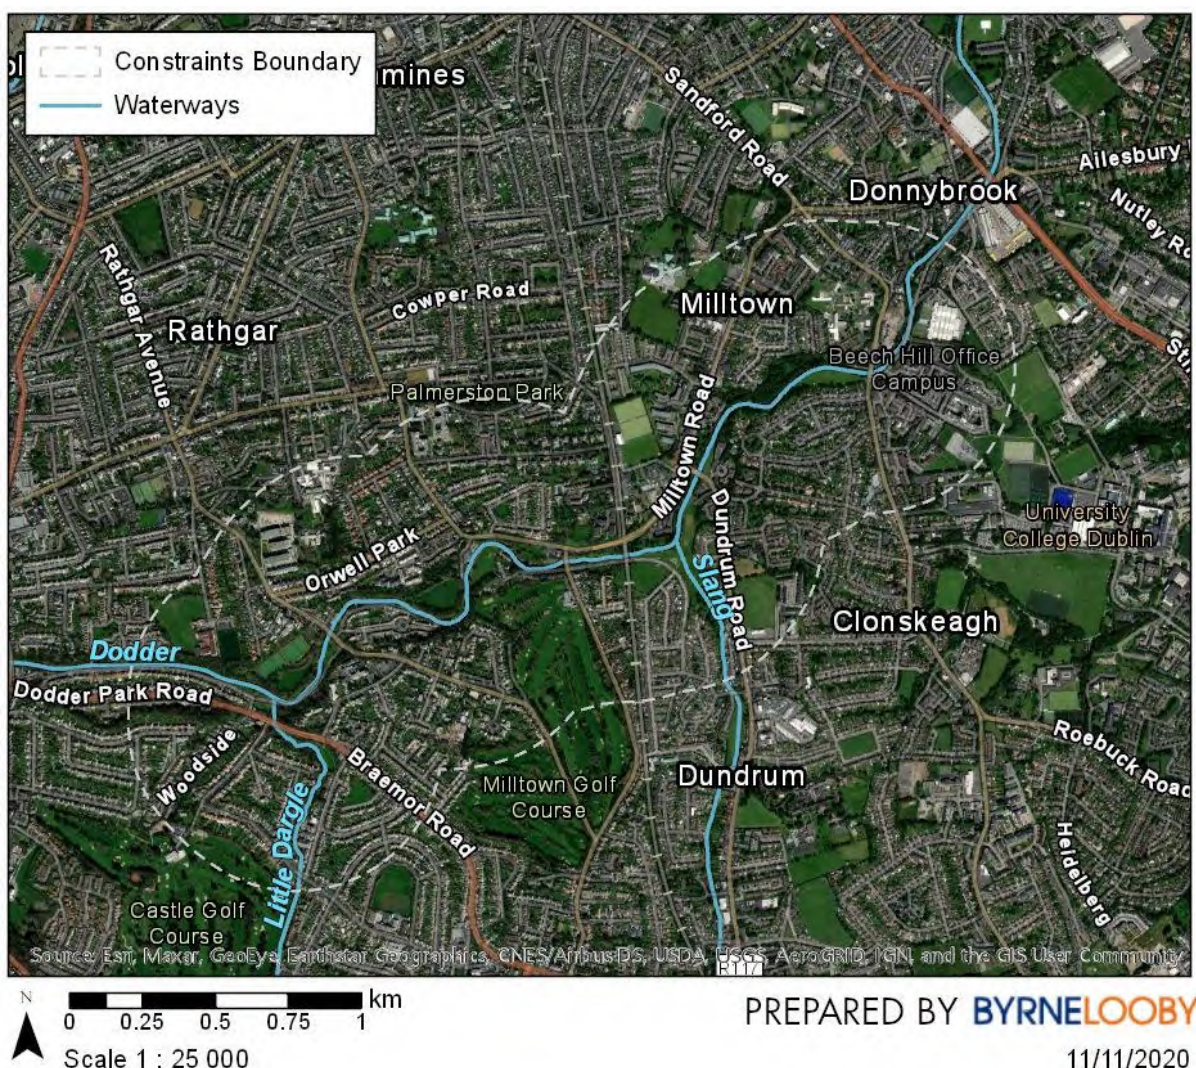 Constraints Boundary
Waterways
mines
Sandford Road
Ailesbury
Donnybrook
Nutley Ro
Rathgar Avenue
Cowper Road
Milltown
Rathgar
Str
Beech Hill Office
Campus
Palmerston Park
Milltown Road
Dundrum Road
University
College Dublin
Orwell Park
Slang
Clonskeagh
Dodder
Dodder Park Road
Woodside
Braemor Road
Roebuck Road
Milltown Golf
Course
Dundrum
Little Dargle
Heidelberg
Castle Golf
Course
Source: Esri, Maxar, GeoEye, Earthstar Geographics, CNES/Airbus DS, USDA, USGS, AeroGRID, IGN, and the GIS User Community
R117
N
km
0 0.25 0.5 0.75 1
Scale 1 : 25 000
PREPARED BY BYRNELOOBY
11/11/2020